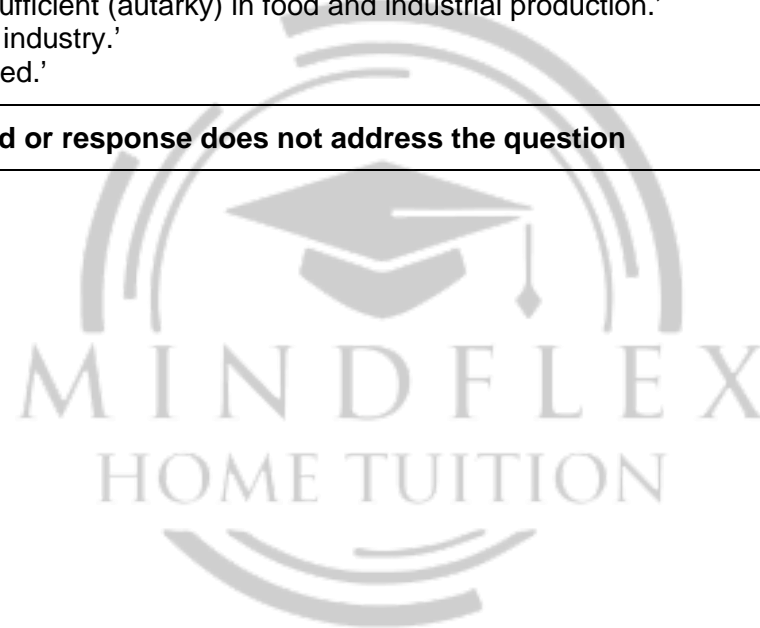 ufficient (autarky) in food and industrial production.’
industry.’
ed.’
d or response does not address the question
MINDFLEX
HOME TUITION